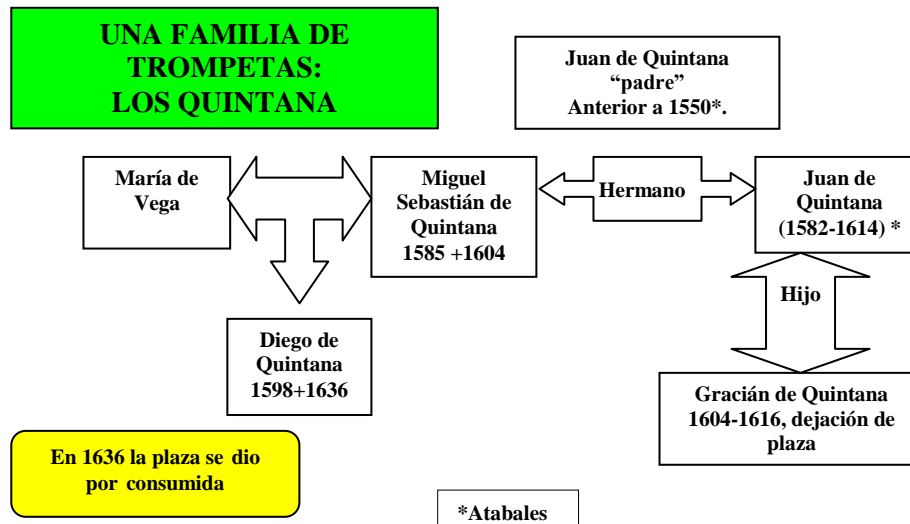 UNA FAMILIA DE
TROMPETAS:
LOS QUINTANA
Juan de Quintana
“padre”
Anterior a 1550*.
María de
Vega
Miguel
Sebastián de
Quintana
1585 +1604
Hermano
Juan de
Quintana
(1582-1614) *
Hijo
Diego de
Quintana
1598+1636
Gracián de Quintana
1604-1616, dejación de
plaza
En 1636 la plaza se dio
por consumida
*Atabales